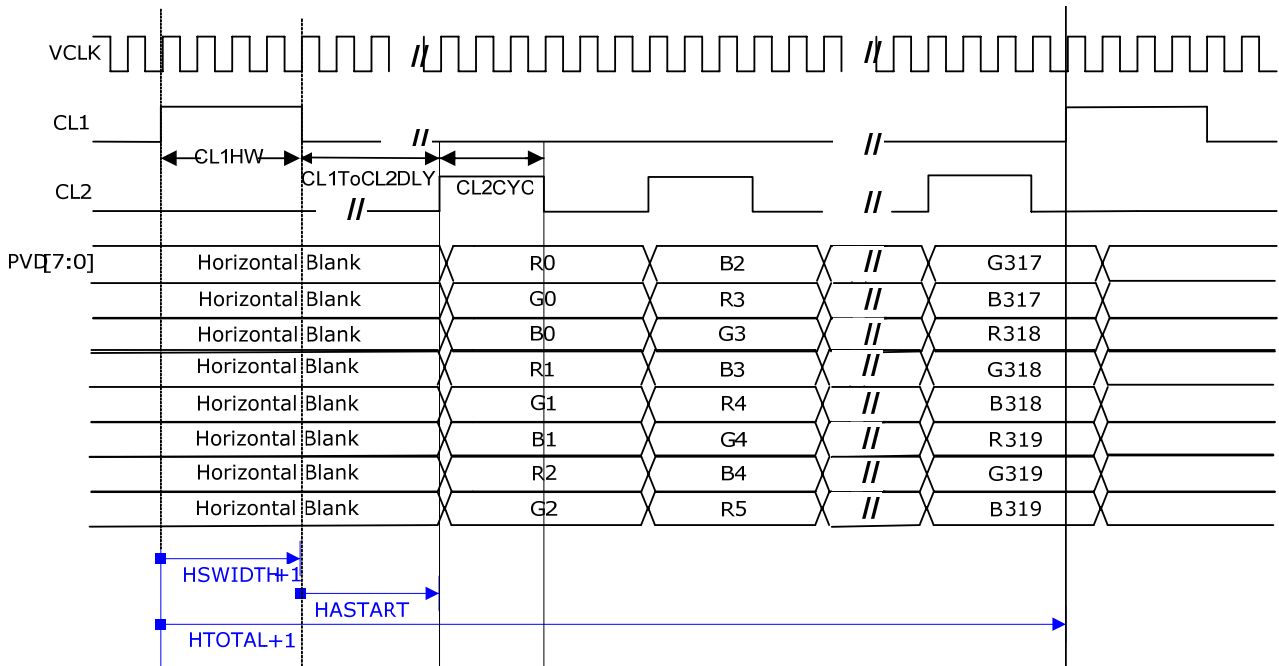 VCLK // //
CL1 // //
CL1HW
CL1ToCL2DLY CL2CYC
CL2 // //
PVD[7:0] Horizontal Blank R0 B2 // G317
Horizontal Blank G0 R3 // B317
Horizontal Blank B0 G3 // R318
Horizontal Blank R1 B3 // G318
Horizontal Blank G1 R4 // B318
Horizontal Blank B1 G4 // R319
Horizontal Blank R2 B4 // G319
Horizontal Blank G2 R5 // B319
HSWIDTH+1
HASTART
HTOTAL+1